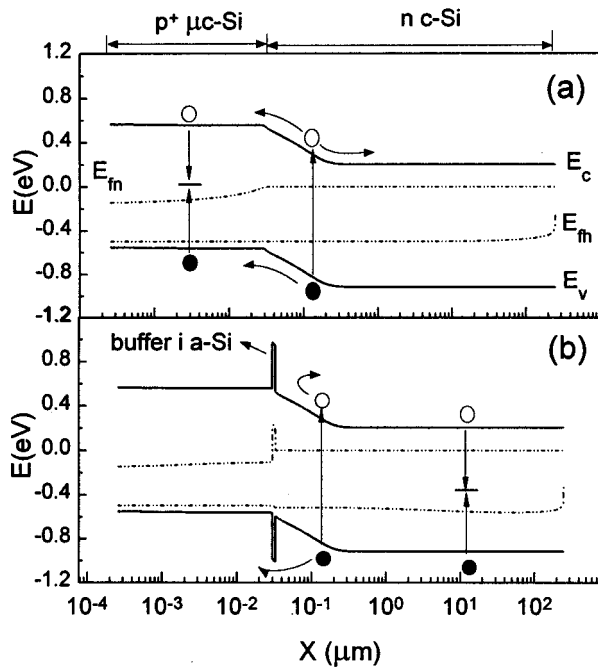 p⁺ μc-Si
n c-Si
(a)
1.2
0.8
0.4
0.0
-0.4
-0.8
-1.2
E(eV)
E_fn
E_c
E_fh
E_v
(b)
buffer i a-Si
0.8
0.4
0.0
-0.4
-0.8
-1.2
E(eV)
10⁻⁴
10⁻³
10⁻²
10⁻¹
10⁰
10¹
10²
X (μm)